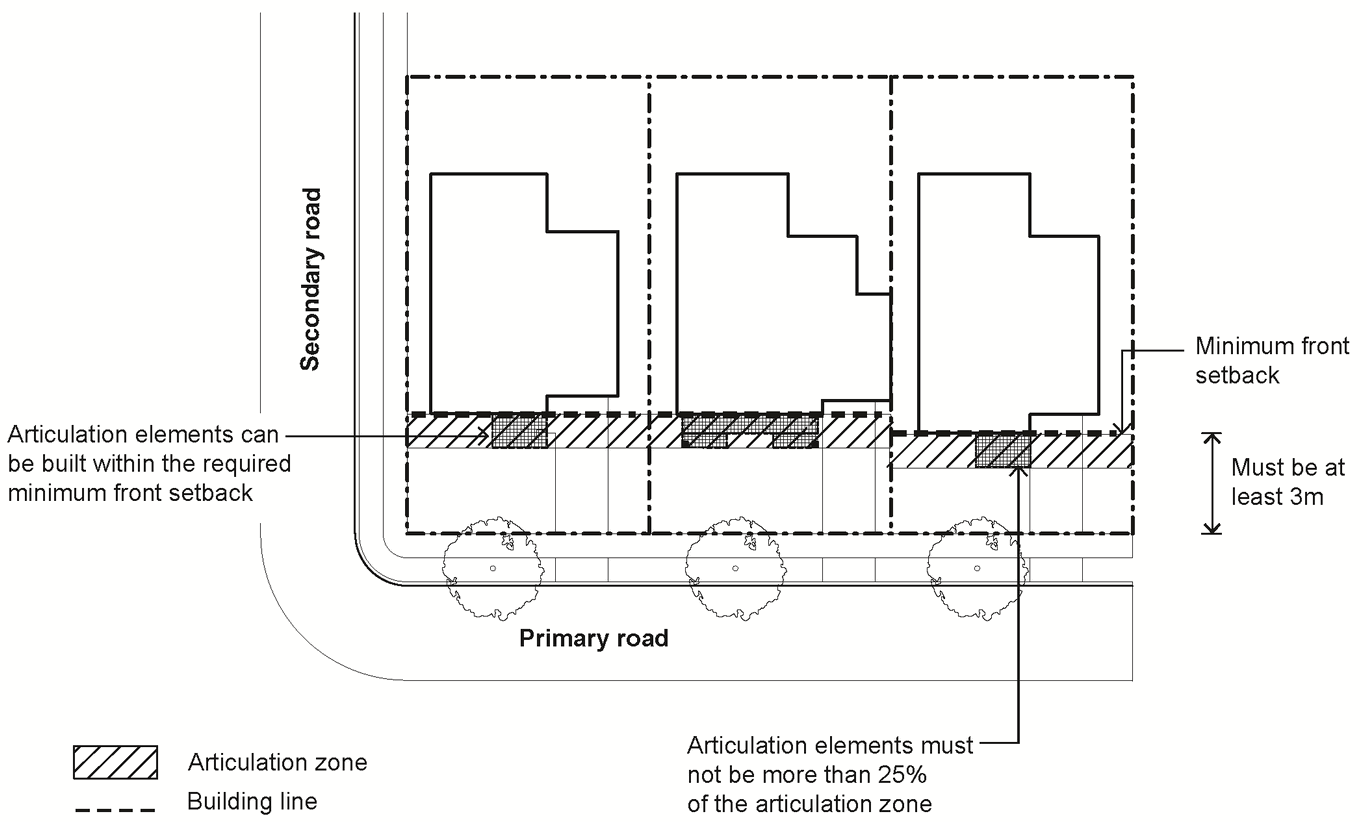 Secondary road
Minimum front
setback
Articulation elements can
be built within the required
minimum front setback
Must be at
least 3m
Primary road
Articulation elements must
not be more than 25%
of the articulation zone
Articulation zone
Building line